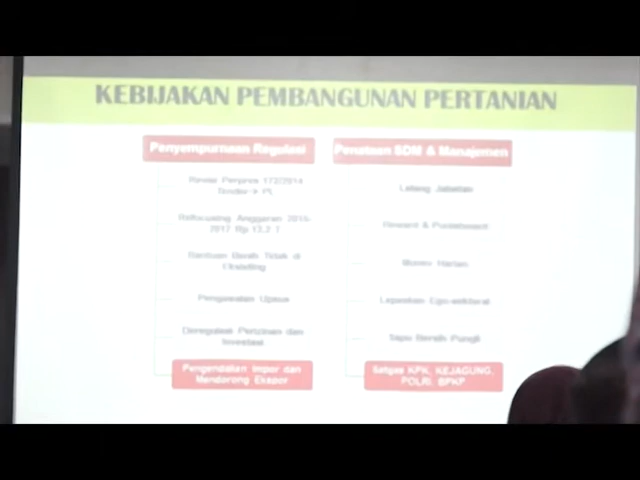 KEBIJAKAN PEMBANGUNAN PERTANIAN
Penyempurnaan Regulasi
Revisi Perpres 172/2014
Tender → PL
Refocusing Anggaran 2015-
2017 Rp 12,2 T
Bantuan Benih Tidak di
Eksisting
Pengawalan Upsus
Deregulasi Perizinan dan
Investasi
Pengendalian Impor dan
Mendorong Ekspor
Penataan SDM & Manajemen
Lelang Jabatan
Reward & Punishment
Monev Harian
Lepaskan Ego-sektoral
Sapu Bersih Pungli
Satgas KPK, KEJAGUNG,
POLRI, BPKP